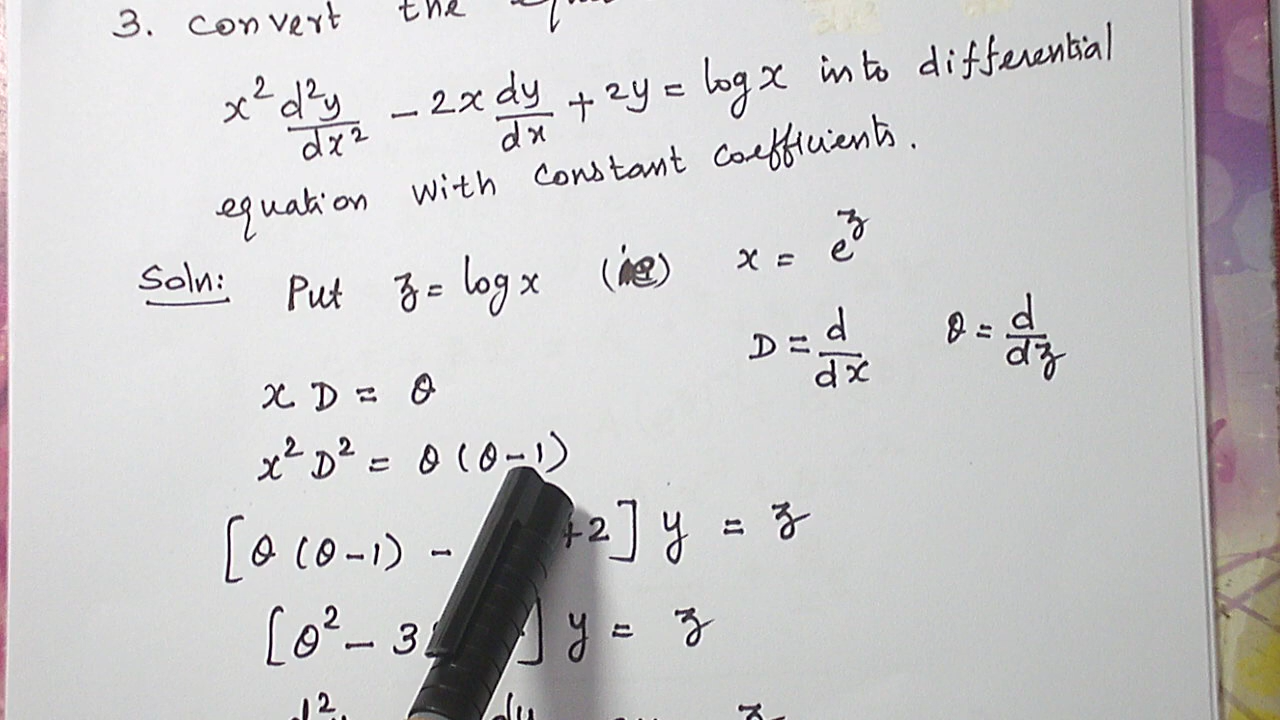 3. Convert the
x² d²y/dx² - 2x dy/dx + 2y = log x into differential
equation with constant coefficients.
Soln: Put z = log x (ie) x = e^z
D = d/dx θ = d/dz
x D = θ
x² D² = θ (θ-1)
[θ (θ-1) - +2] y = z
[θ² - 3 ] y = z